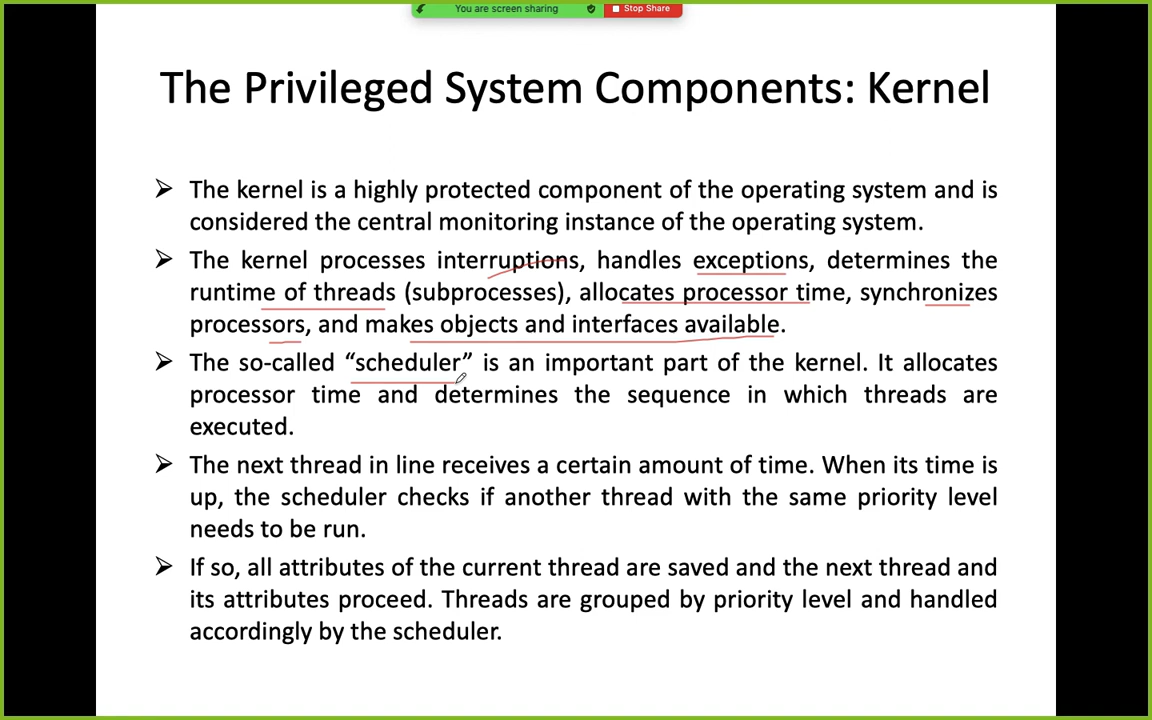 You are screen sharing Stop Share
The Privileged System Components: Kernel
➢ The kernel is a highly protected component of the operating system and is
considered the central monitoring instance of the operating system.
➢ The kernel processes interruptions, handles exceptions, determines the
runtime of threads (subprocesses), allocates processor time, synchronizes
processors, and makes objects and interfaces available.
➢ The so-called “scheduler” is an important part of the kernel. It allocates
processor time and determines the sequence in which threads are
executed.
➢ The next thread in line receives a certain amount of time. When its time is
up, the scheduler checks if another thread with the same priority level
needs to be run.
➢ If so, all attributes of the current thread are saved and the next thread and
its attributes proceed. Threads are grouped by priority level and handled
accordingly by the scheduler.